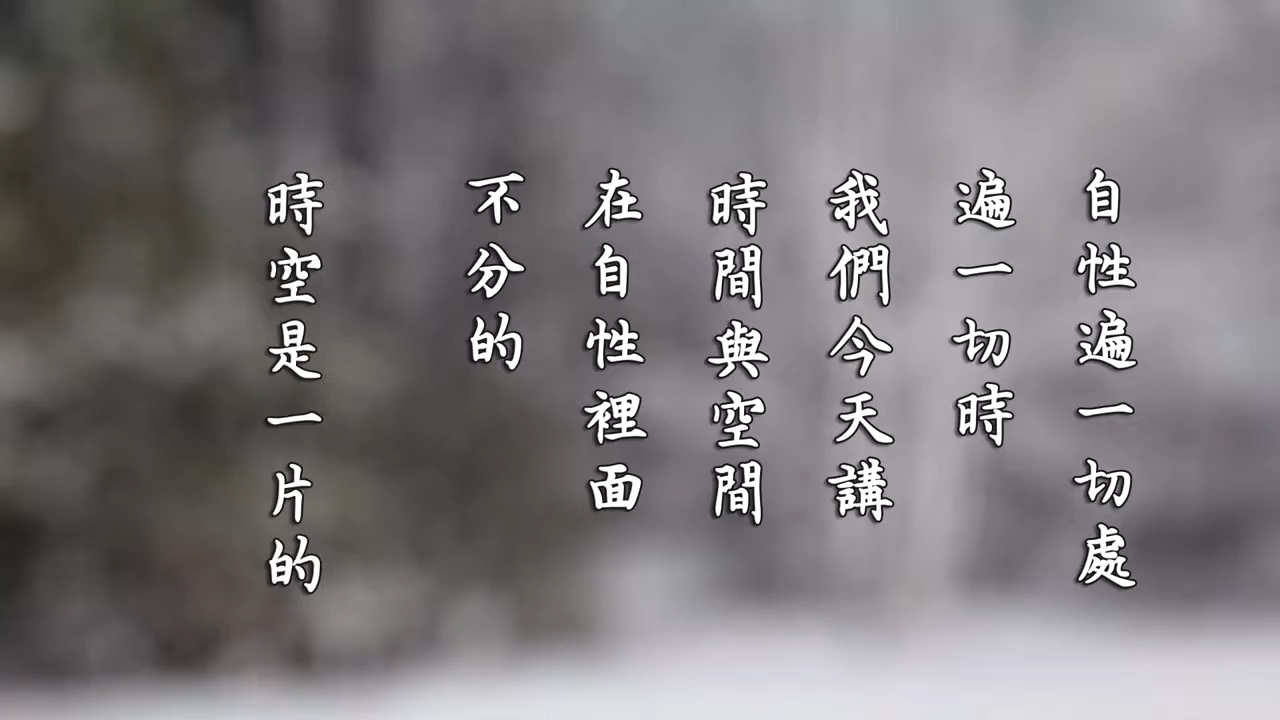 自性遍一切處
遍一切時
我們今天講
時間與空間
在自性裡面
不分的
時空是一片的